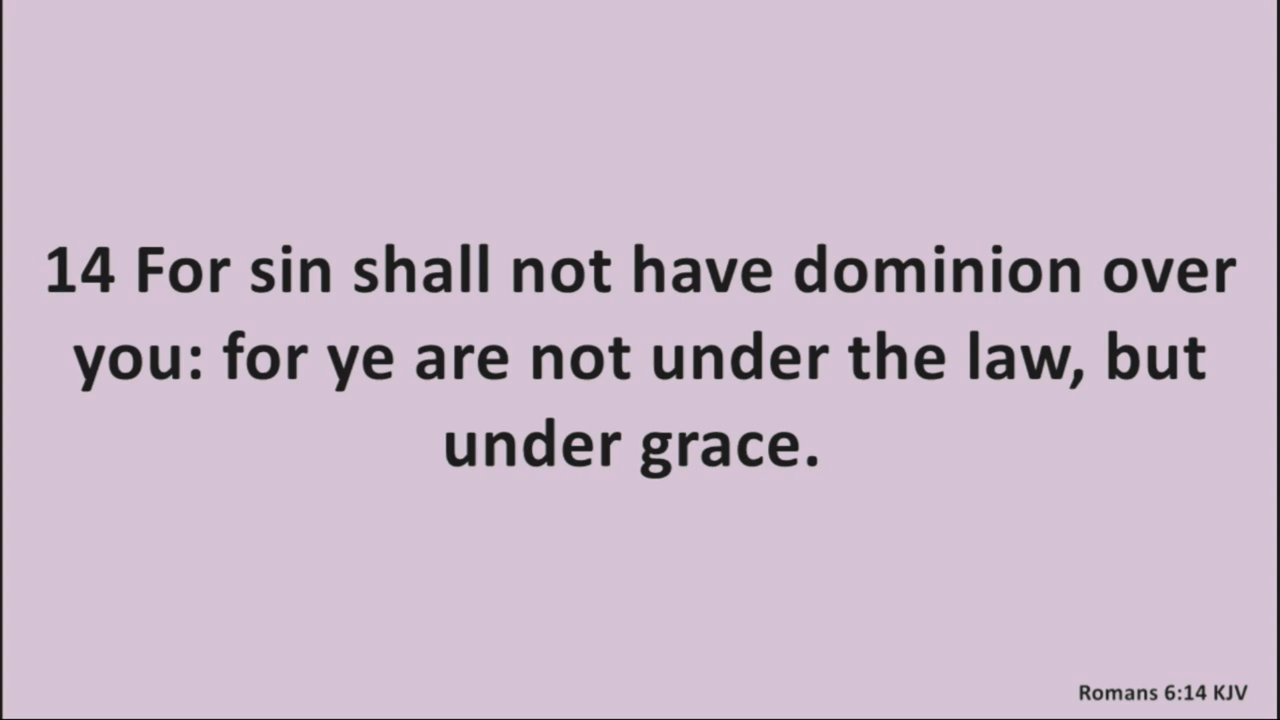 14 For sin shall not have dominion over
you: for ye are not under the law, but
under grace.
Romans 6:14 KJV